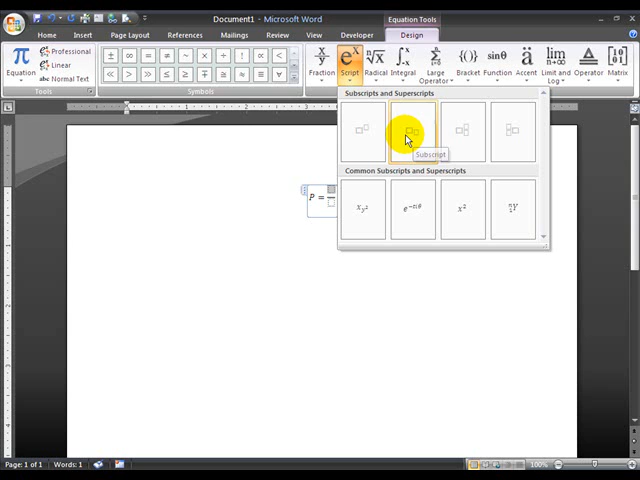 Document1 - Microsoft Word
Equation Tools
Home Insert Page Layout References Mailings Review View Developer Design
π Equation
Professional
Linear
abc Normal Text
Tools
± ∞ = ≠ ~ × ÷ ! ∝ <
≪ > ≫ ≤ ≥ ∓ ≅ ≈ ≡ ∀
Symbols
Fraction Script Radical Integral Large Operator Bracket Function Accent Limit and Log Operator Matrix
Subscripts and Superscripts
Subscript
Common Subscripts and Superscripts
P =
Page: 1 of 1 Words: 1 100%